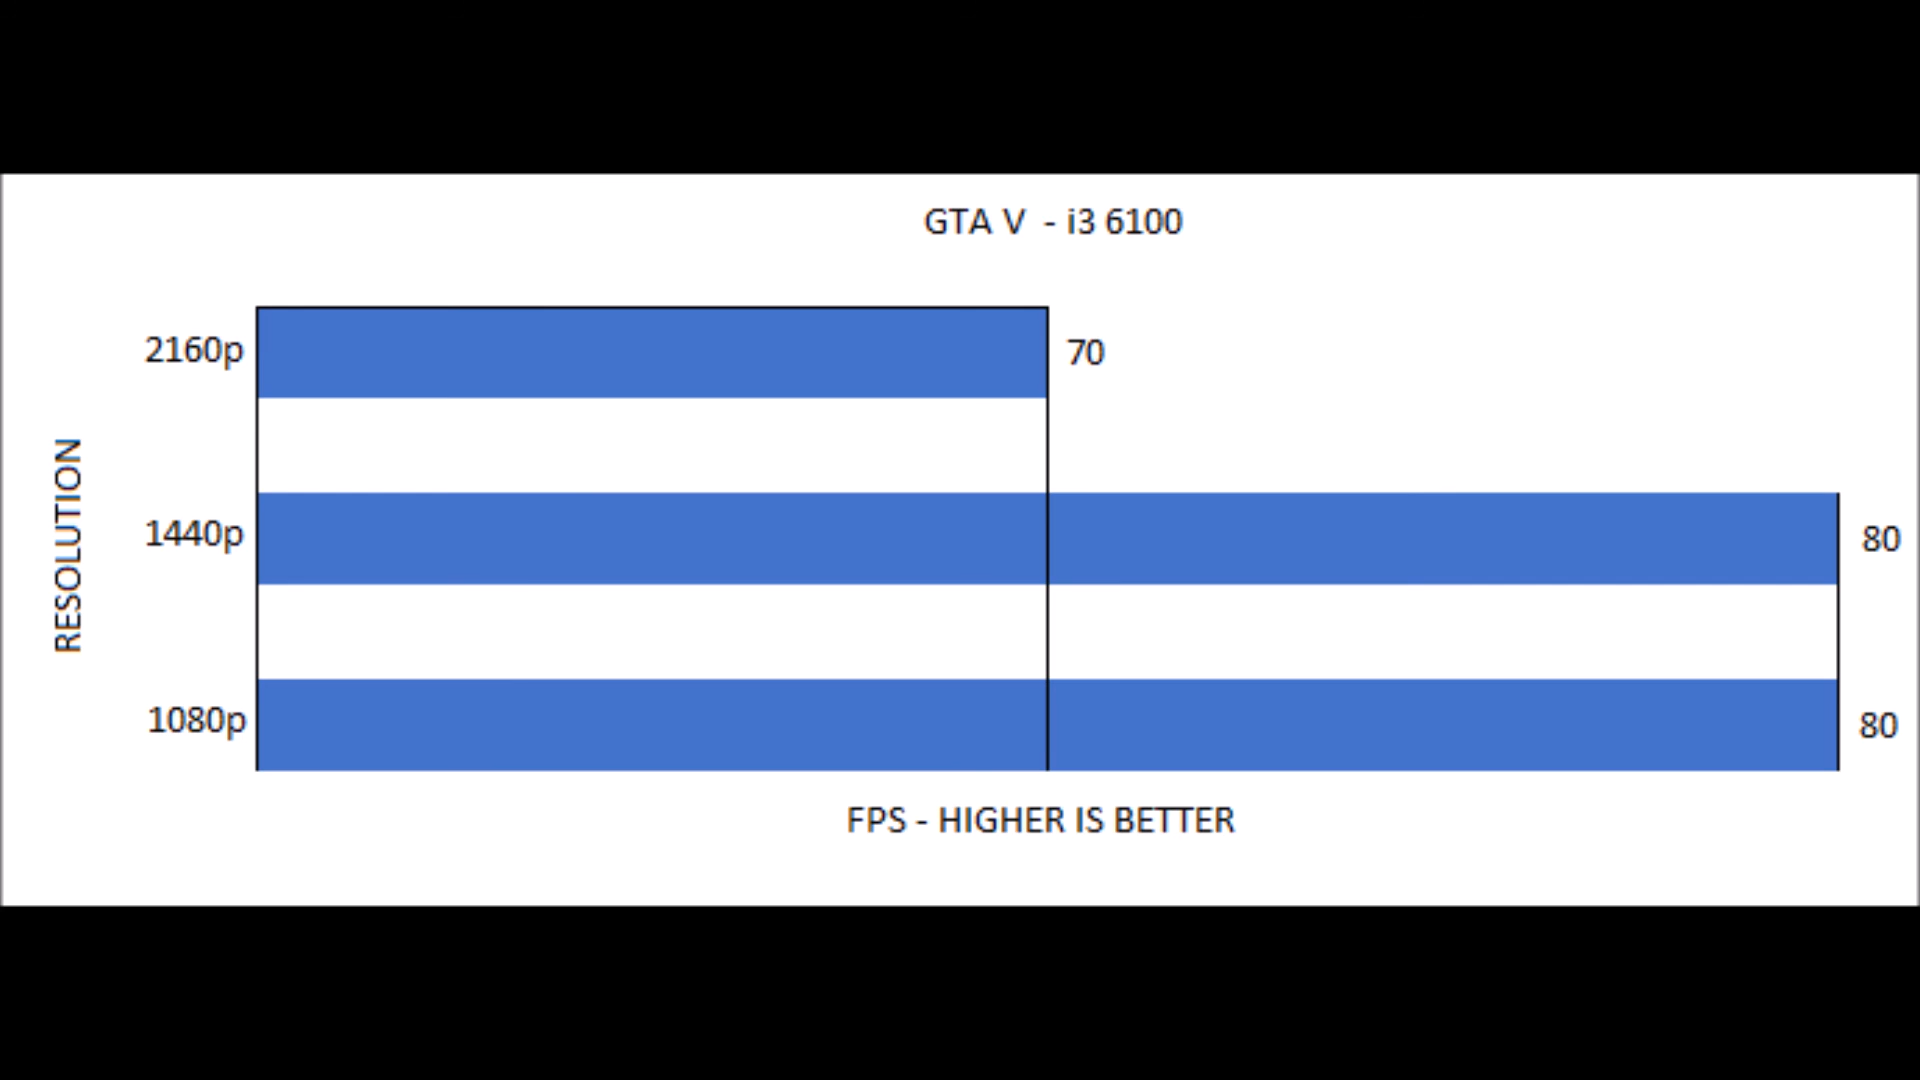 GTA V - i3 6100
2160p
70
RESOLUTION
1440p
80
1080p
80
FPS - HIGHER IS BETTER